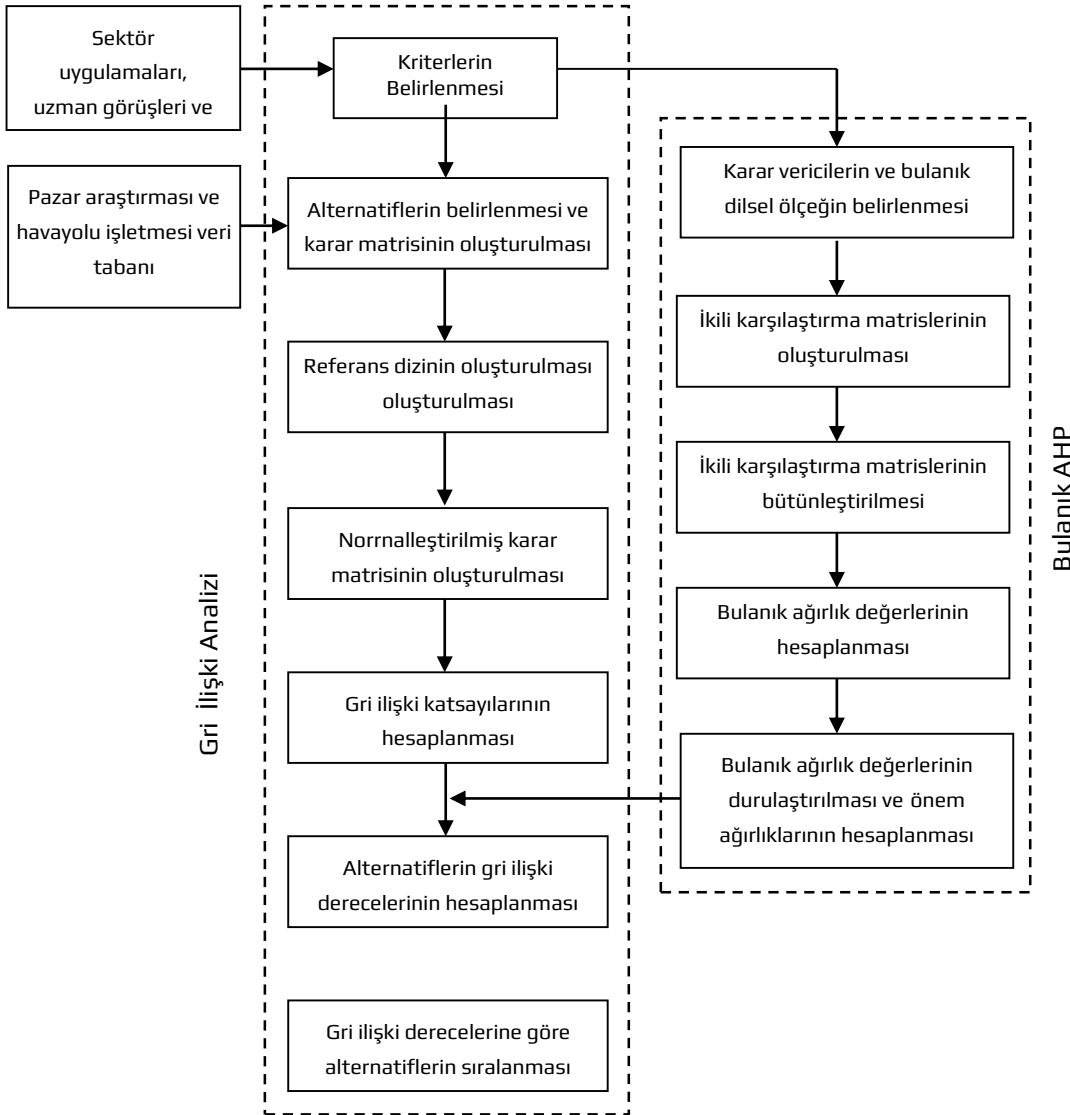 Sektör
uygulamaları,
uzman görüşleri ve
Kriterlerin
Belirlenmesi
Pazar araştırması ve
havayolu işletmesi veri
tabanı
Alternatiflerin belirlenmesi ve
karar matrisinin oluşturulması
Karar vericilerin ve bulanık
dilsel ölçeğin belirlenmesi
Referans dizinin oluşturulması
oluşturulması
İkili karşılaştırma matrislerinin
oluşturulması
Norrnalleştirilmiş karar
matrisinin oluşturulması
İkili karşılaştırma matrislerinin
bütünleştirilmesi
Gri ilişki katsayılarının
hesaplanması
Bulanık ağırlık değerlerinin
hesaplanması
Alternatiflerin gri ilişki
derecelerinin hesaplanması
Bulanık ağırlık değerlerinin
durulaştırılması ve önem
ağırlıklarının hesaplanması
Gri ilişki derecelerine göre
alternatiflerin sıralanması
Gri İlişki Analizi
Bulanık AHP